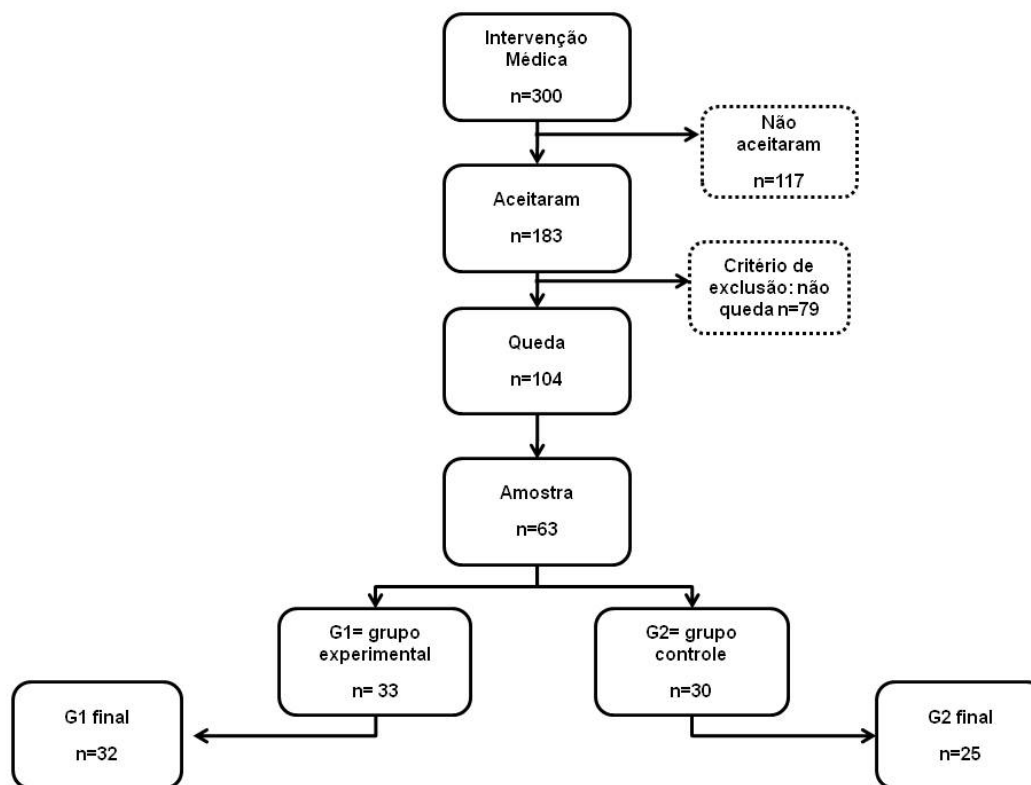 Intervenção
Médica
n=300
Não
aceitaram
n=117
Aceitaram
n=183
Critério de
exclusão: não
queda n=79
Queda
n=104
Amostra
n=63
G1= grupo
experimental
n= 33
G2= grupo
controle
n=30
G1 final
n=32
G2 final
n=25